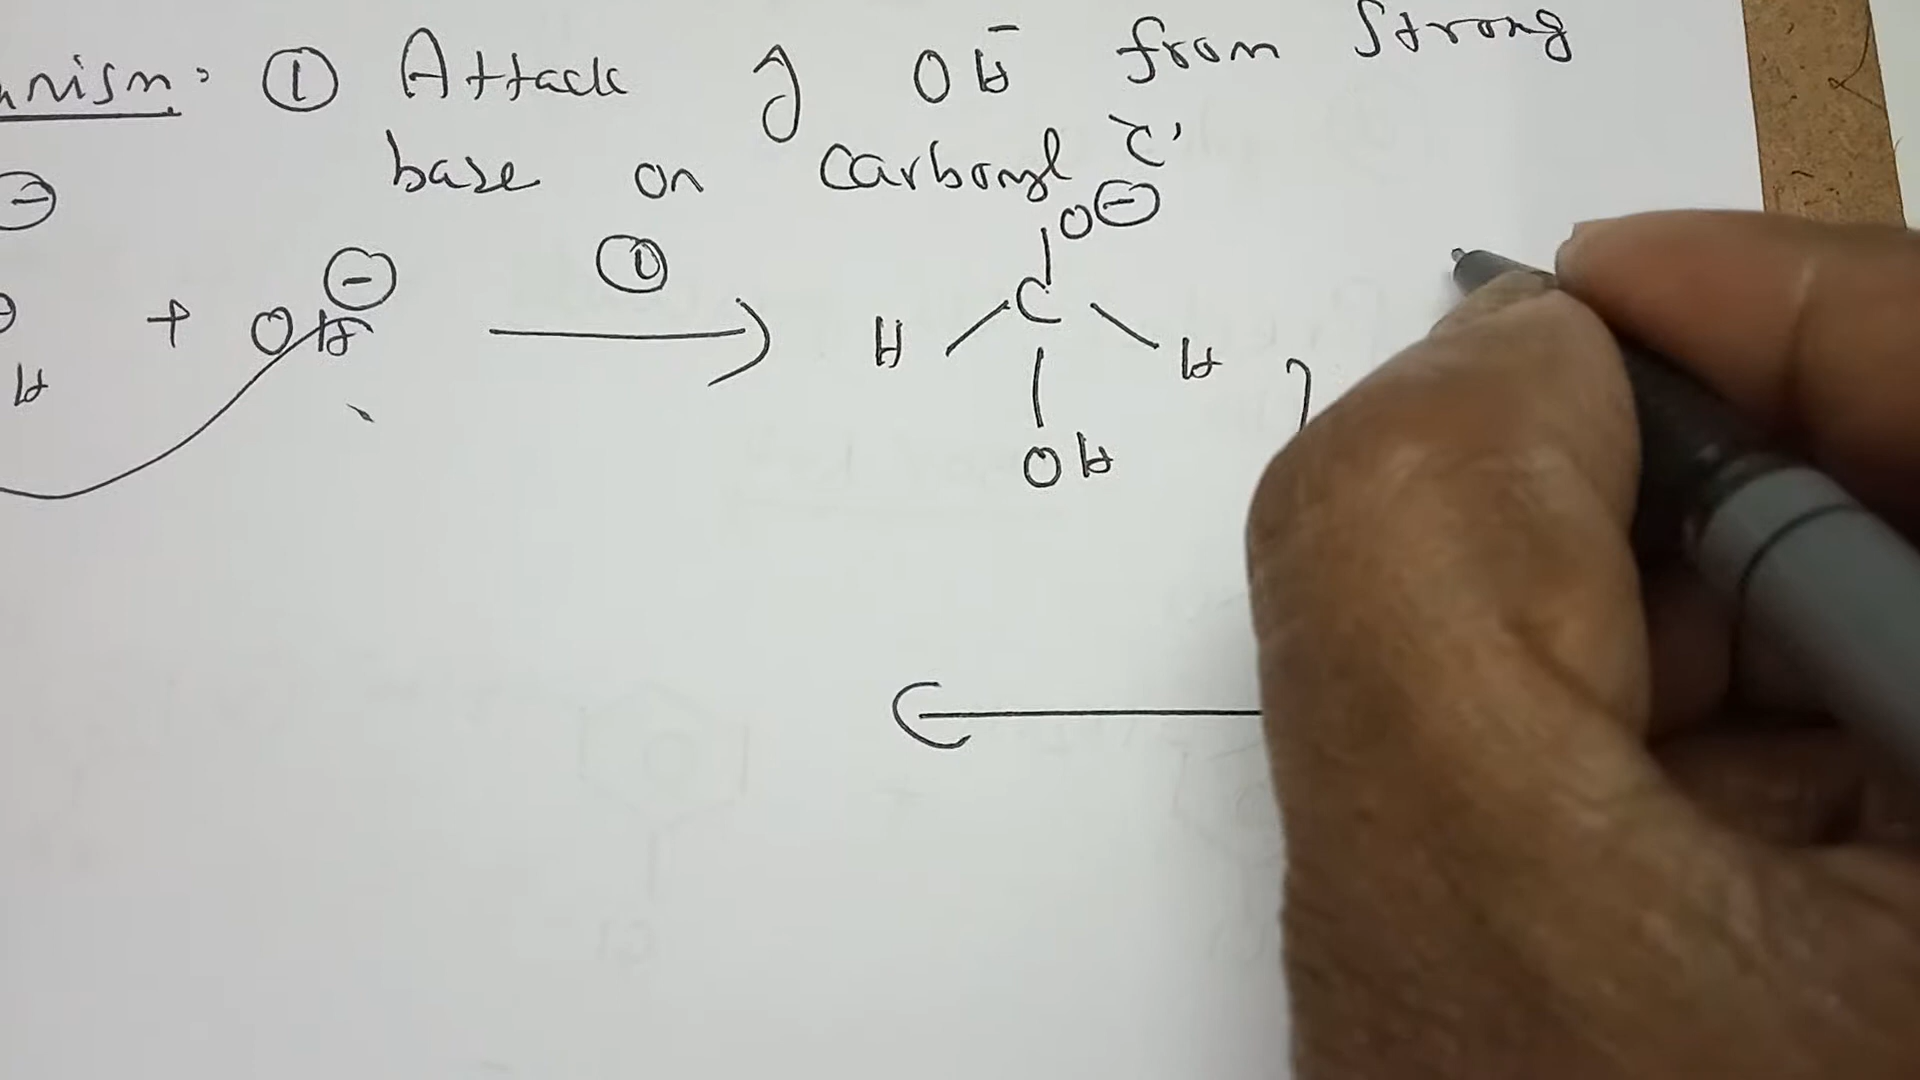 nism: ① Attack of OH⁻ from Strong
base on Carbonyl 'C'
⊖
H + OH ⊖ ① → H C O⊖ H OH